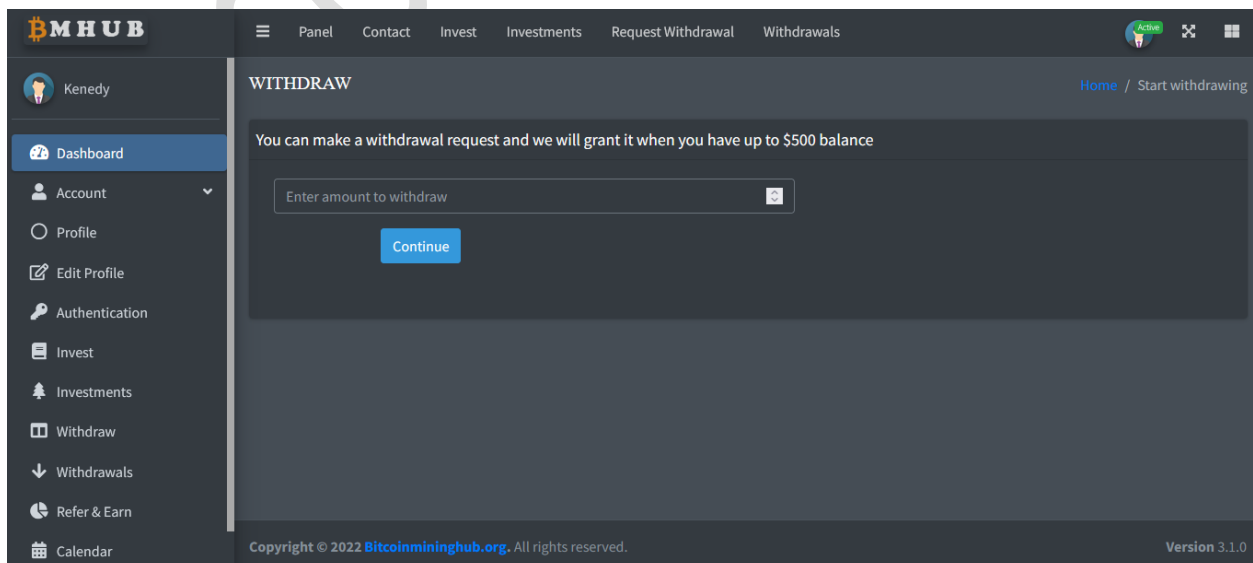 ₿MHUB
Panel Contact Invest Investments Request Withdrawal Withdrawals
Active
Kenedy
WITHDRAW
Home / Start withdrawing
You can make a withdrawal request and we will grant it when you have up to $500 balance
Enter amount to withdraw
Continue
Dashboard
Account
Profile
Edit Profile
Authentication
Invest
Investments
Withdraw
Withdrawals
Refer & Earn
Calendar
Copyright © 2022 Bitcoinmininghub.org. All rights reserved.
Version 3.1.0